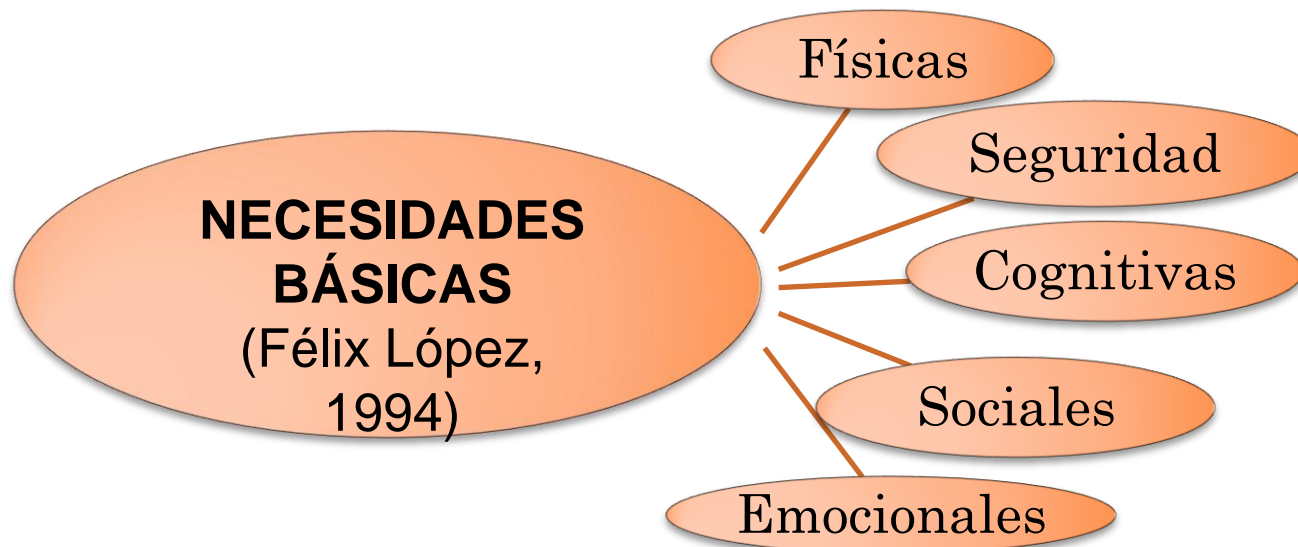 NECESIDADES
BÁSICAS
(Félix López,
1994)
Físicas
Seguridad
Cognitivas
Sociales
Emocionales